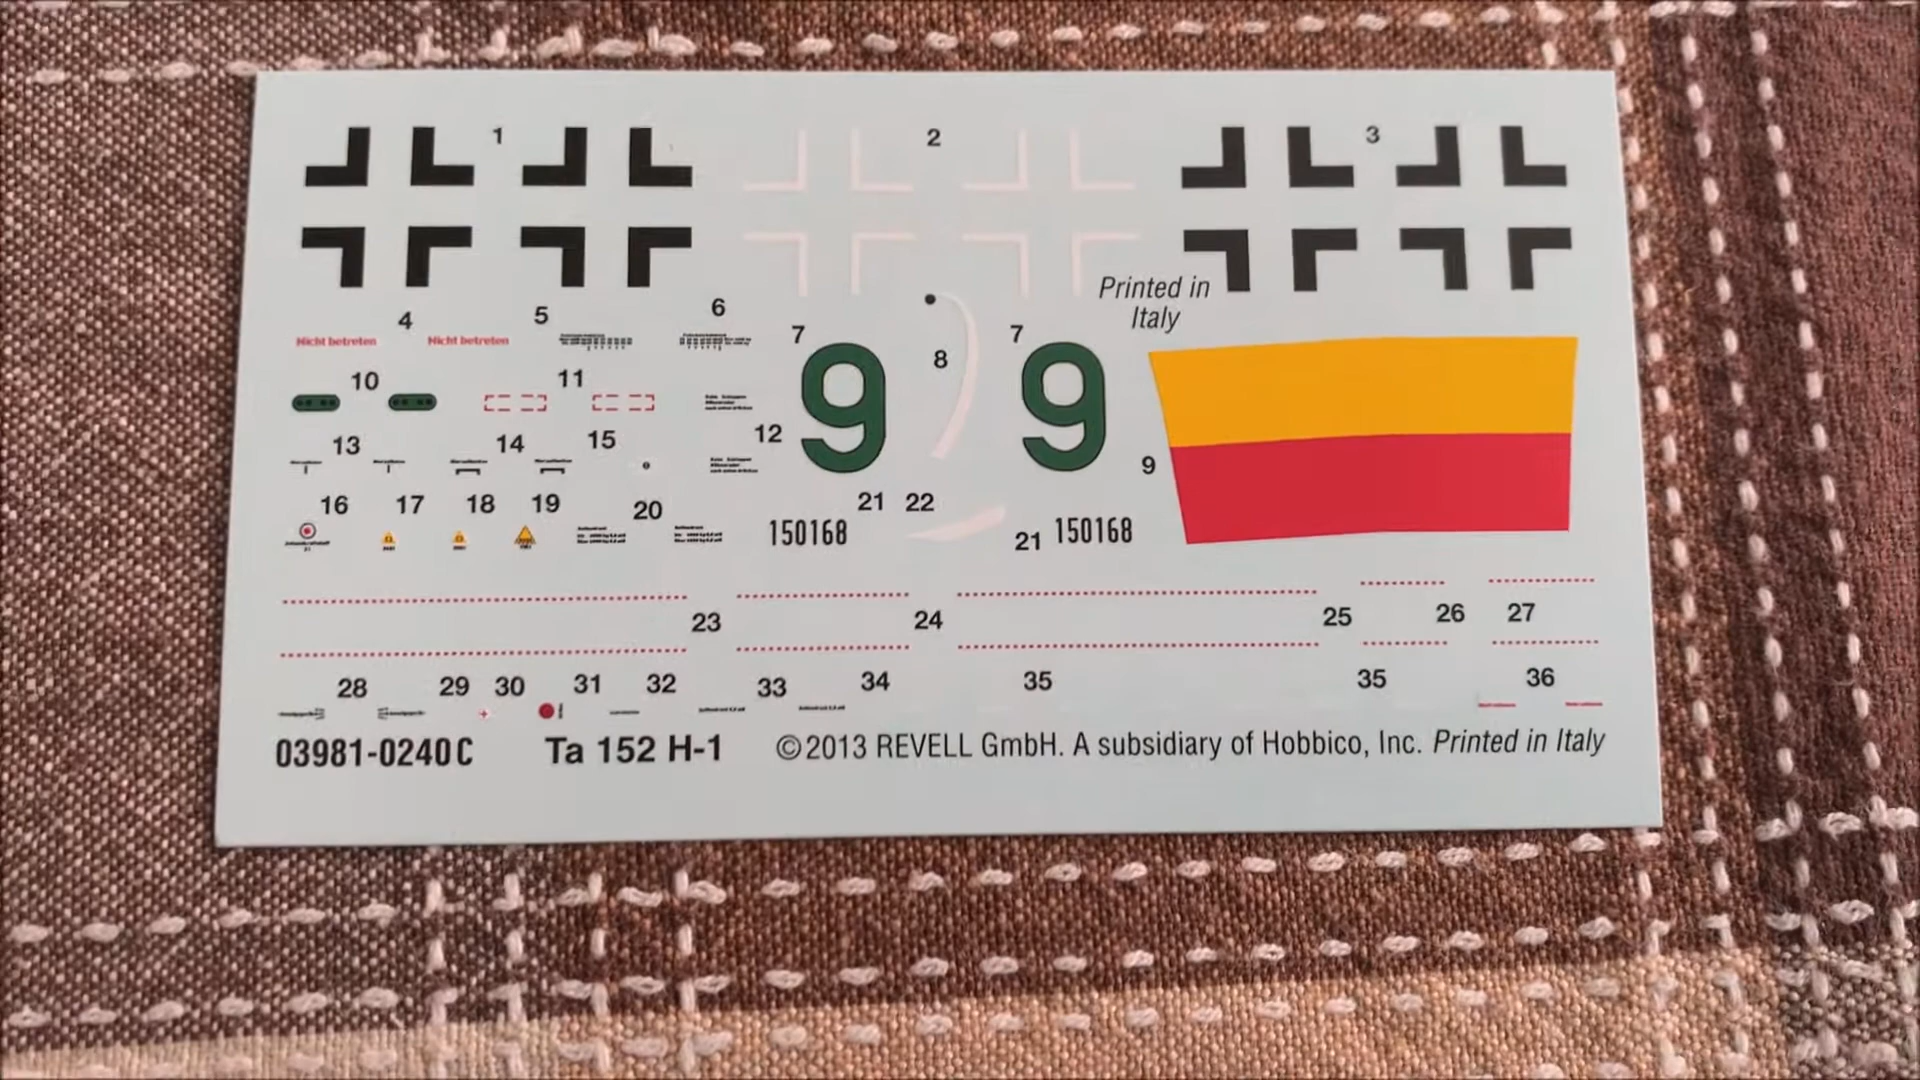 1 2 3
Printed in
Italy
4 5 6
Nicht betreten Nicht betreten
7 9 8 7 9
10 11
12
13 14 15
9
16 17 18 19 20
21 22
150168
21 150168
23 24 25 26 27
28 29 30 31 32 33 34 35 35 36
03981-0240C Ta 152 H-1 ©2013 REVELL GmbH. A subsidiary of Hobbico, Inc. Printed in Italy